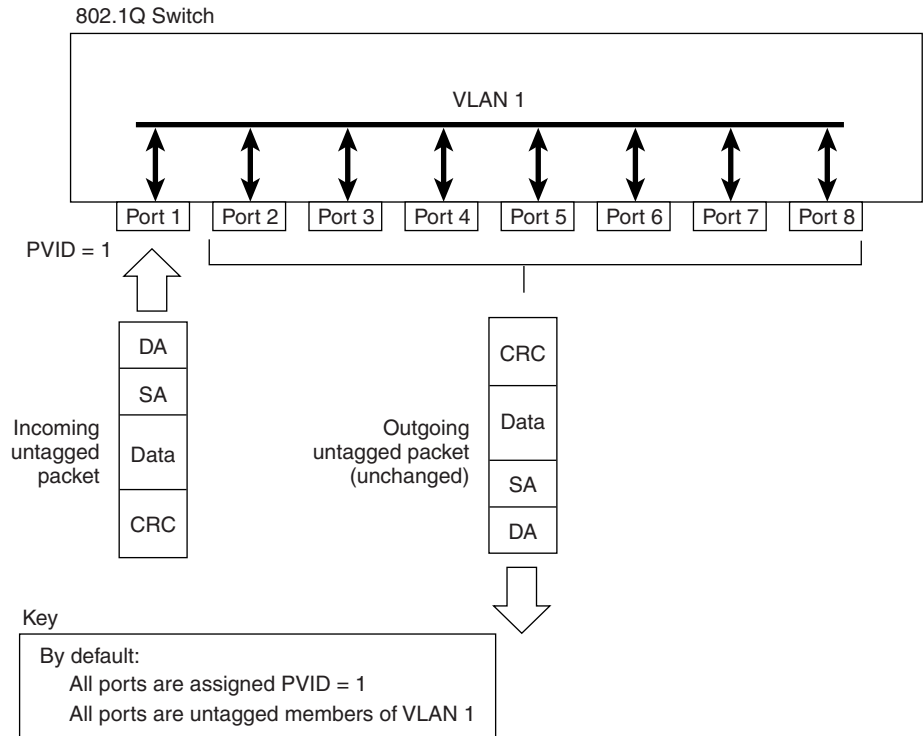 802.1Q Switch
VLAN 1
Port 1
Port 2
Port 3
Port 4
Port 5
Port 6
Port 7
Port 8
PVID = 1
DA
SA
Data
CRC
Incoming
untagged
packet
CRC
Data
SA
DA
Outgoing
untagged packet
(unchanged)
Key
By default:
All ports are assigned PVID = 1
All ports are untagged members of VLAN 1